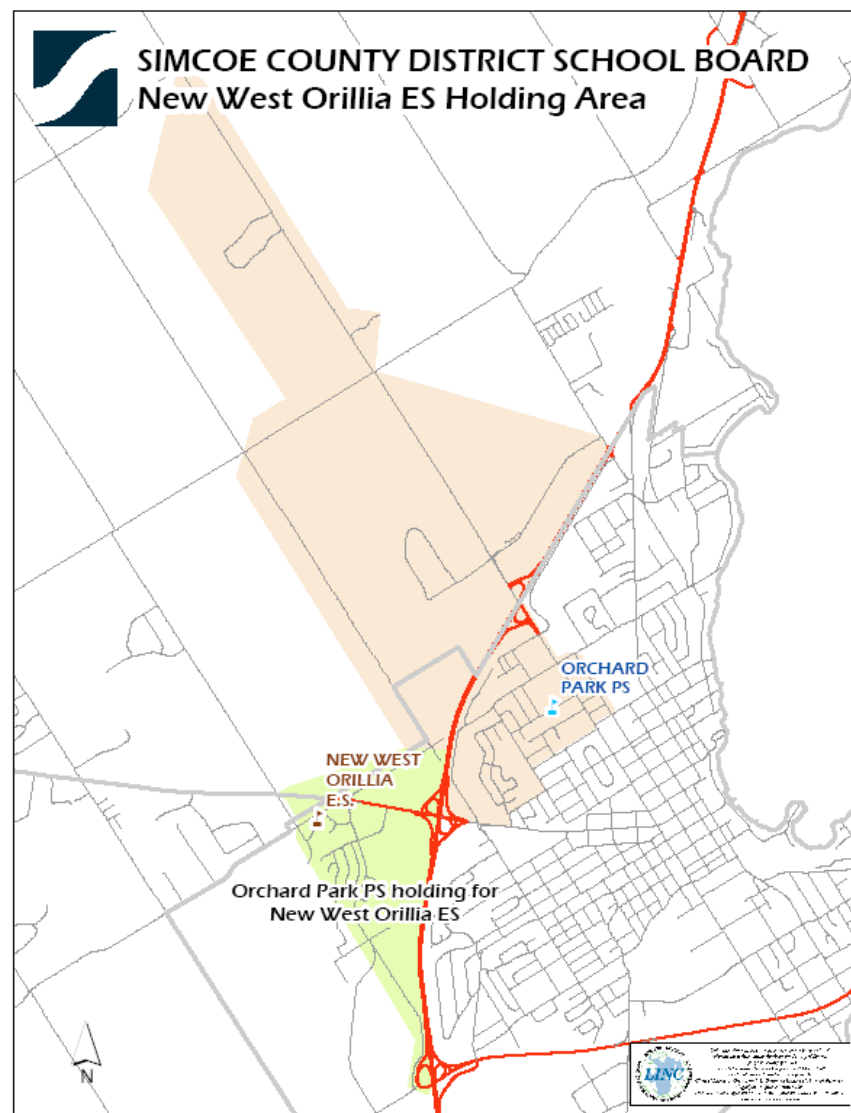 SIMCOE COUNTY DISTRICT SCHOOL BOARD
New West Orillia ES Holding Area
ORCHARD
PARK PS
NEW WEST
ORILLIA
E.S.
Orchard Park PS holding for
New West Orillia ES
N
LINC